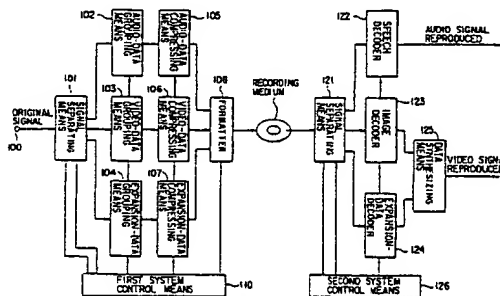 102
AUDIO-DATA GROUPING MEANS
105
AUDIO-DATA COMPRESSING MEANS
122
SPEECH DECODER
AUDIO SIGNAL REPRODUCED
101
SIGNAL SEPARATING MEANS
ORIGINAL SIGNAL
100
103
VIDEO-DATA GROUPING MEANS
106
VIDEO-DATA COMPRESSING MEANS
108
FORMATTER
RECORDING MEDIUM
121
SIGNAL SEPARATING MEANS
123
IMAGE DECODER
125
DATA SYNTHESIZING MEANS
VIDEO SIGNAL REPRODUCED
104
EXPANSION-DATA GROUPING MEANS
107
EXPANSION-DATA COMPRESSING MEANS
EXPANSION-DATA DECODER
124
FIRST SYSTEM CONTROL MEANS
110
SECOND SYSTEM CONTROL MEANS
126